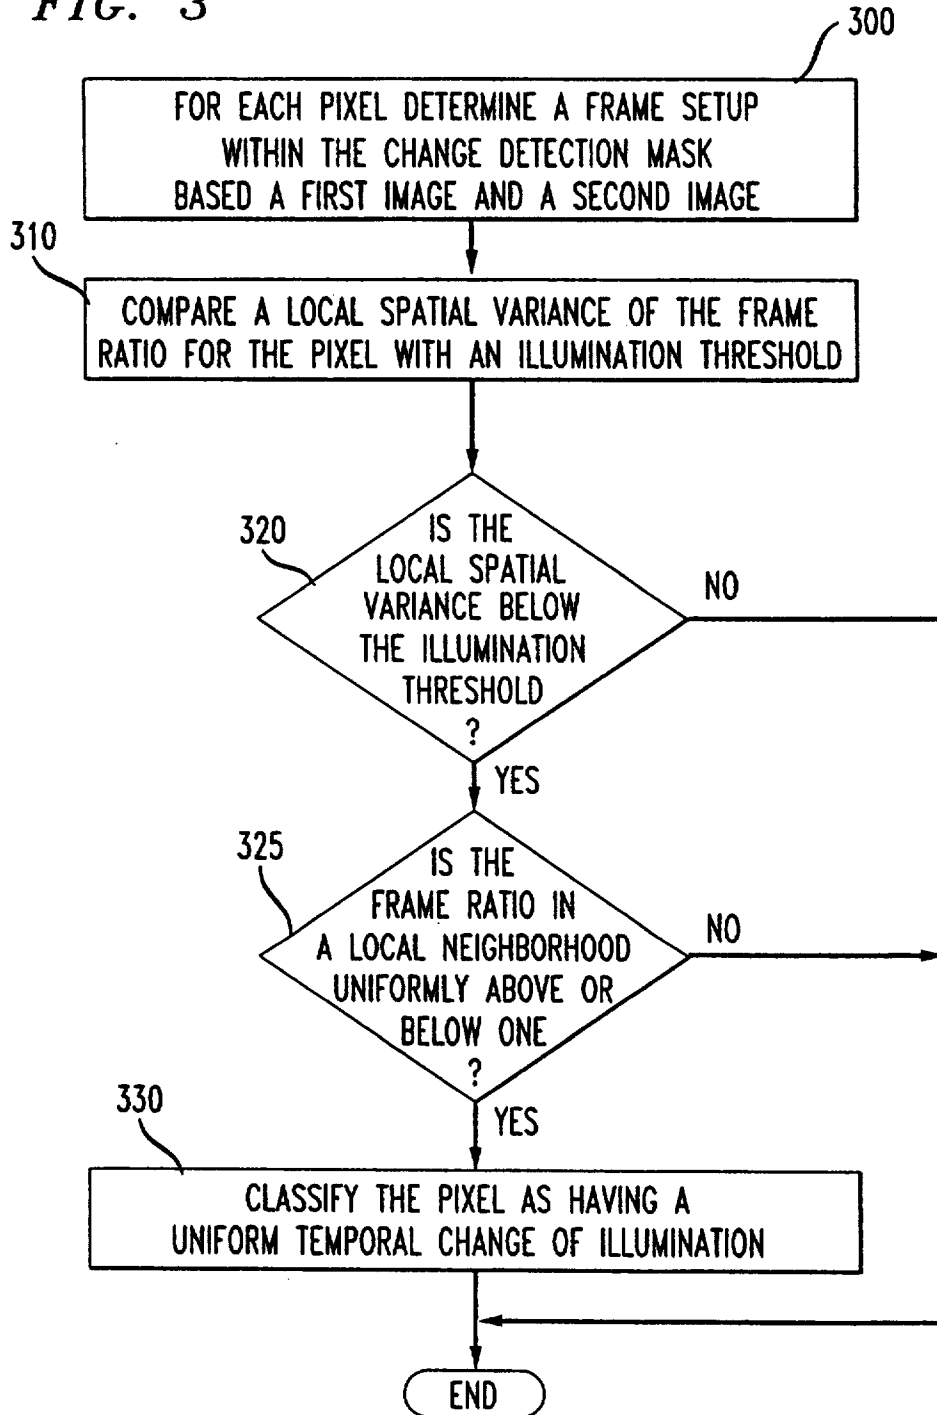 FIG. 3
300
FOR EACH PIXEL DETERMINE A FRAME SETUP
WITHIN THE CHANGE DETECTION MASK
BASED A FIRST IMAGE AND A SECOND IMAGE
310
COMPARE A LOCAL SPATIAL VARIANCE OF THE FRAME
RATIO FOR THE PIXEL WITH AN ILLUMINATION THRESHOLD
320
IS THE
LOCAL SPATIAL
VARIANCE BELOW
THE ILLUMINATION
THRESHOLD
?
NO
YES
325
IS THE
FRAME RATIO IN
A LOCAL NEIGHBORHOOD
UNIFORMLY ABOVE OR
BELOW ONE
?
NO
YES
330
CLASSIFY THE PIXEL AS HAVING A
UNIFORM TEMPORAL CHANGE OF ILLUMINATION
END